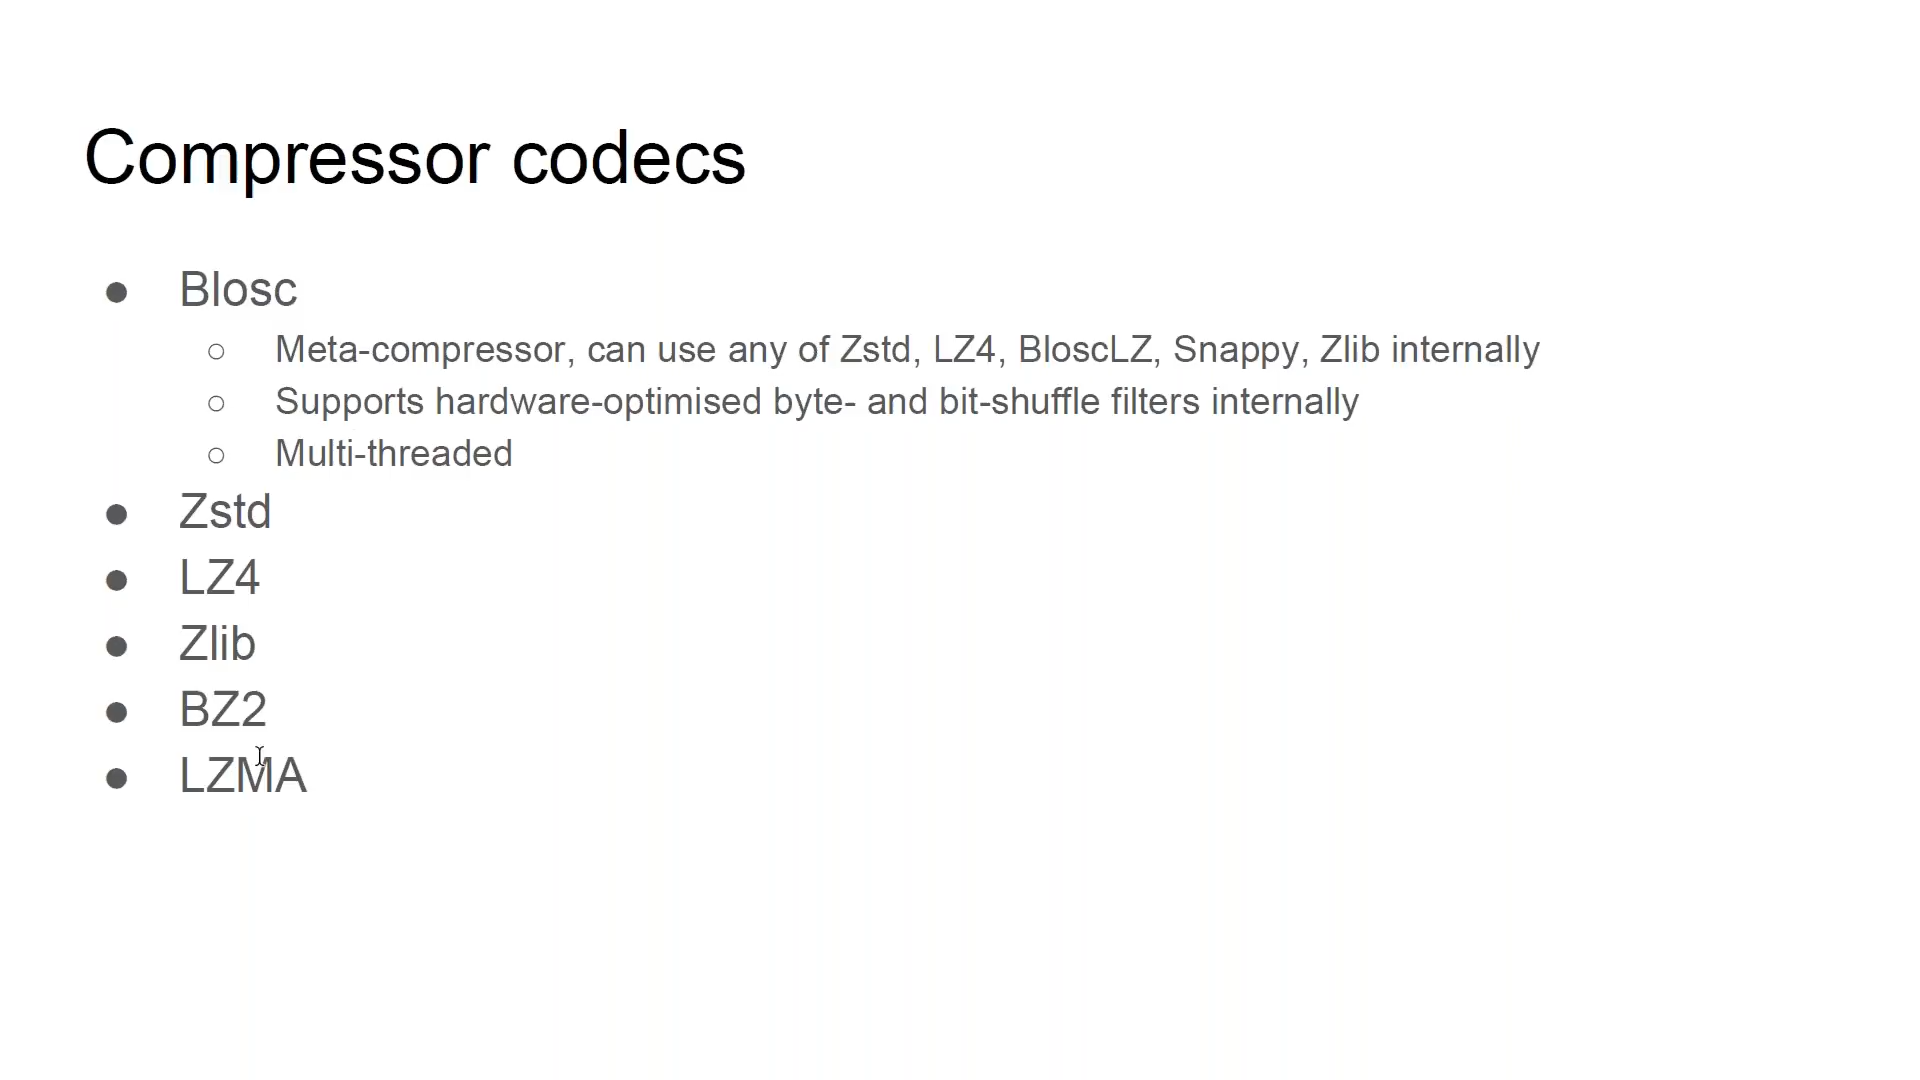 Compressor codecs
● Blosc
○ Meta-compressor, can use any of Zstd, LZ4, BloscLZ, Snappy, Zlib internally
○ Supports hardware-optimised byte- and bit-shuffle filters internally
○ Multi-threaded
● Zstd
● LZ4
● Zlib
● BZ2
● LZMA